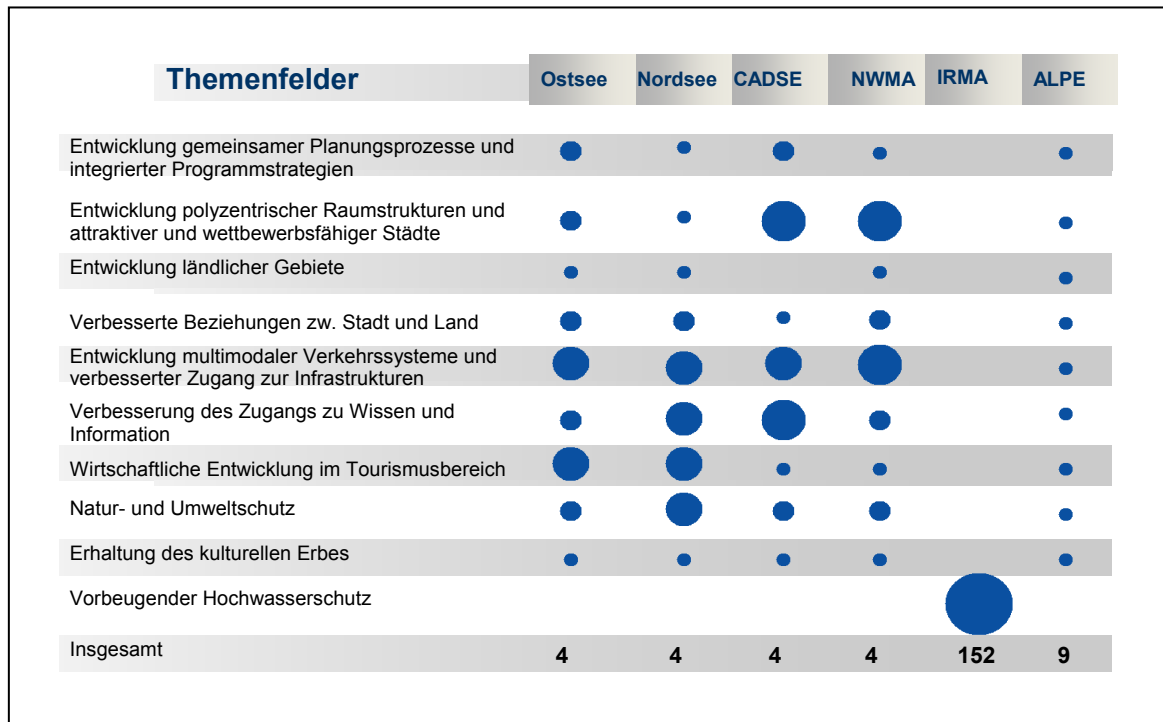 Themenfelder Ostsee Nordsee CADSE NWMA IRMA ALPE
Entwicklung gemeinsamer Planungsprozesse und
integrierter Programmstrategien
Entwicklung polyzentrischer Raumstrukturen und
attraktiver und wettbewerbsfähiger Städte
Entwicklung ländlicher Gebiete
Verbesserte Beziehungen zw. Stadt und Land
Entwicklung multimodaler Verkehrssysteme und
verbesserter Zugang zur Infrastrukturen
Verbesserung des Zugangs zu Wissen und
Information
Wirtschaftliche Entwicklung im Tourismusbereich
Natur- und Umweltschutz
Erhaltung des kulturellen Erbes
Vorbeugender Hochwasserschutz
Insgesamt 4 4 4 4 152 9